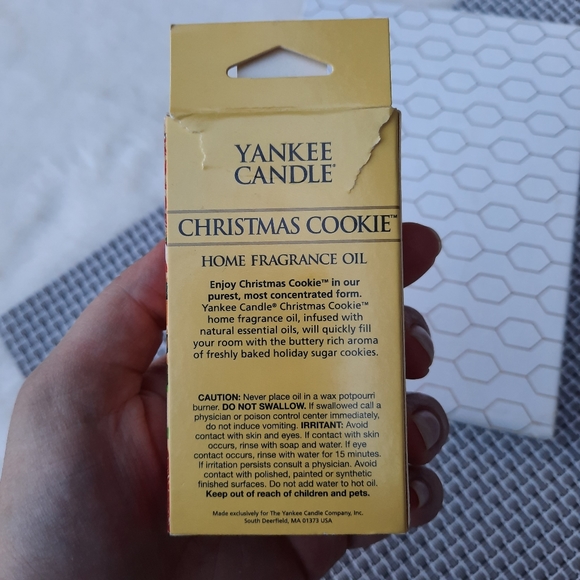 YANKEE
CANDLE®
CHRISTMAS COOKIE™
HOME FRAGRANCE OIL
Enjoy Christmas Cookie™ in our
purest, most concentrated form.
Yankee Candle® Christmas Cookie™
home fragrance oil, infused with
natural essential oils, will quickly fill
your room with the buttery rich aroma
of freshly baked holiday sugar cookies.
CAUTION: Never place oil in a wax potpourri
burner. DO NOT SWALLOW. If swallowed call a
physician or poison control center immediately,
do not induce vomiting. IRRITANT: Avoid
contact with skin and eyes. If contact with skin
occurs, rinse with soap and water. If eye
contact occurs, rinse with water for 15 minutes.
If irritation persists consult a physician. Avoid
contact with polished, painted or synthetic
finished surfaces. Do not add water to hot oil.
Keep out of reach of children and pets.
Made exclusively for The Yankee Candle Company, Inc.
South Deerfield, MA 01373 USA